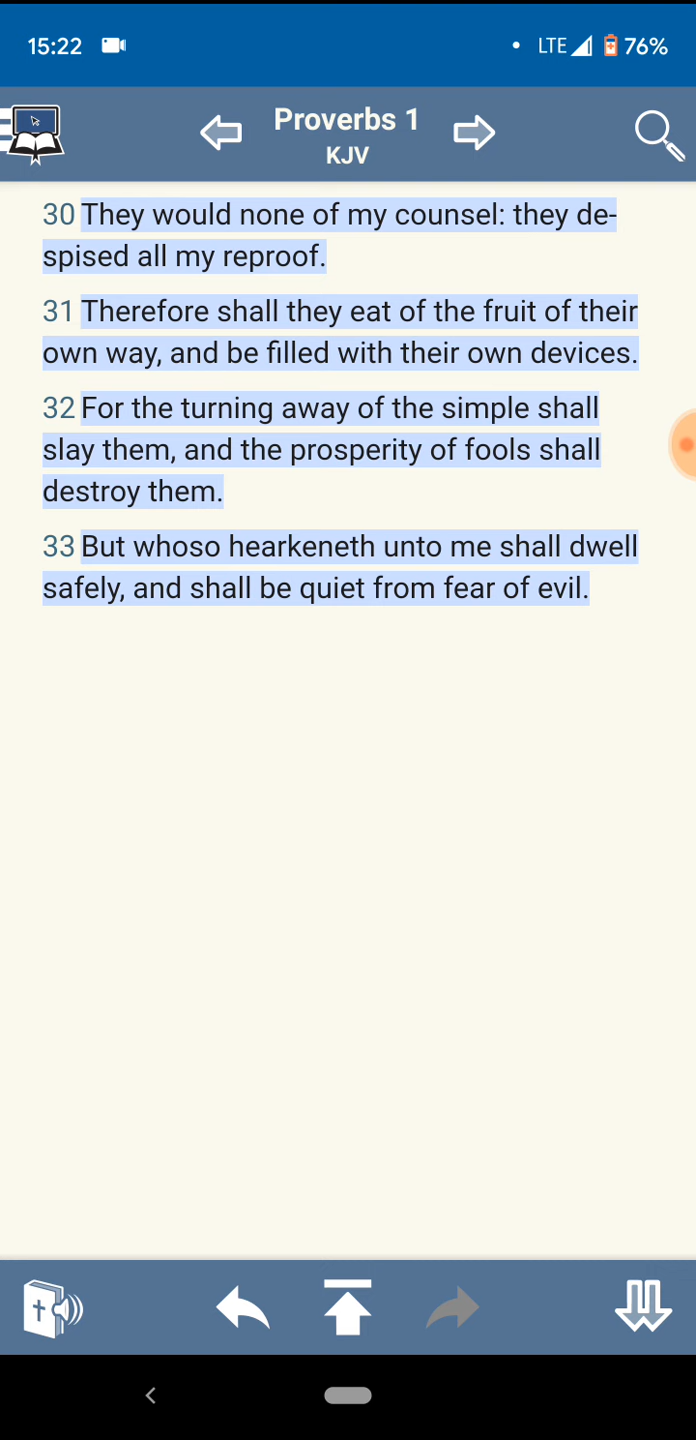 15:22
LTE 76%
Proverbs 1
KJV
30 They would none of my counsel: they de-
spised all my reproof.
31 Therefore shall they eat of the fruit of their
own way, and be filled with their own devices.
32 For the turning away of the simple shall
slay them, and the prosperity of fools shall
destroy them.
33 But whoso hearkeneth unto me shall dwell
safely, and shall be quiet from fear of evil.